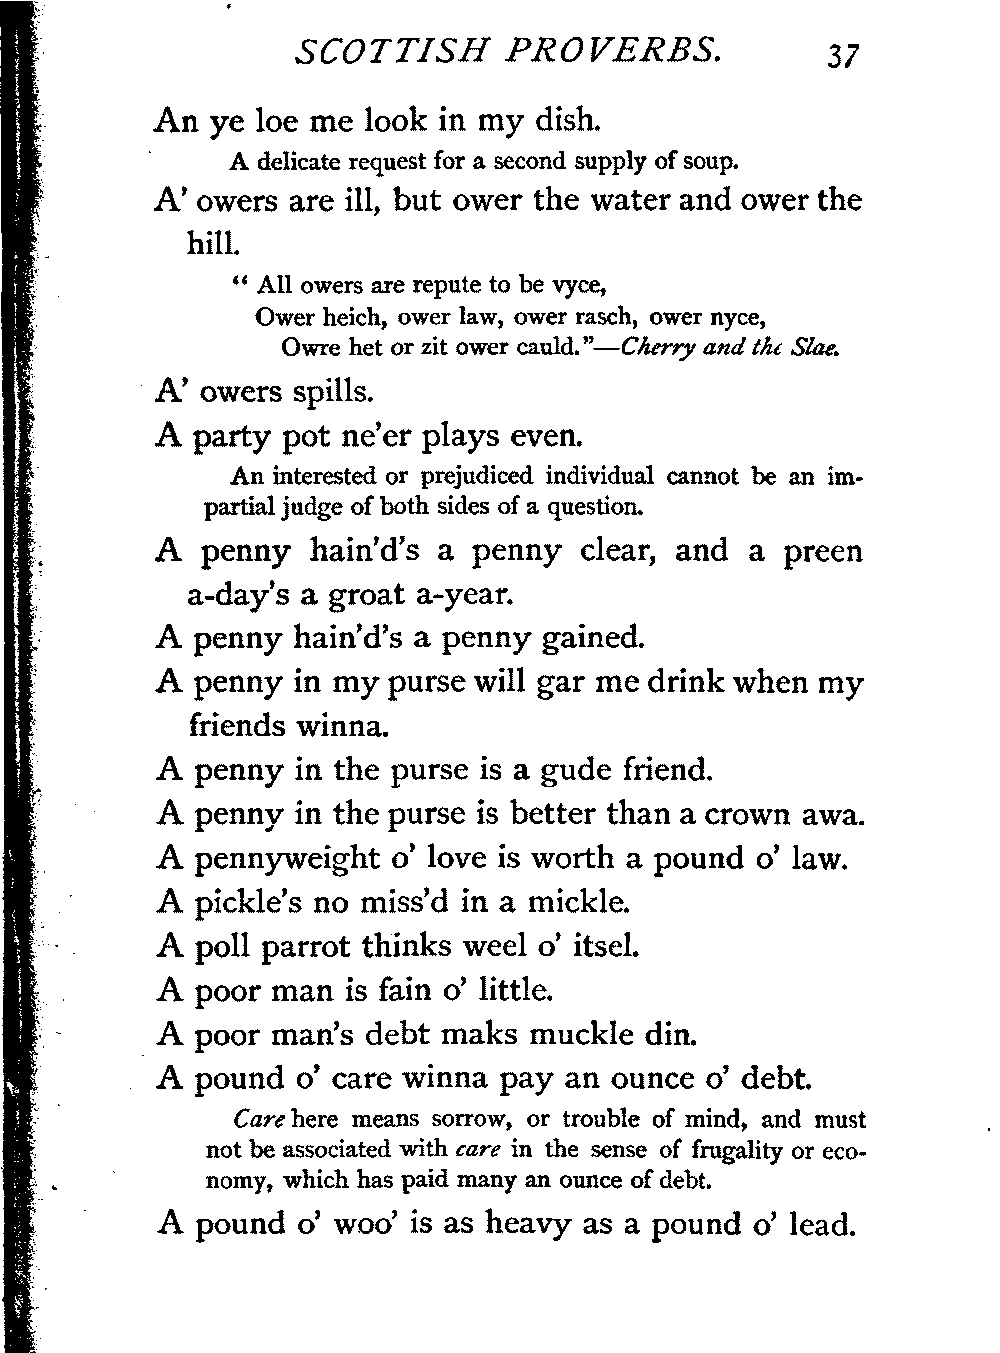 SCOTTISH PROVERBS. 37
An ye loe me look in my dish.
A delicate request for a second supply of soup.
A' owers are ill, but ower the water and ower the
hill.
“ All owers are repute to be vyce,
Ower heich, ower law, ower rasch, ower nyce,
Owre het or zit ower cauld.”—Cherry and the Slae.
A’ owers spills.
A party pot ne’er plays even.
An interested or prejudiced individual cannot be an im-
partial judge of both sides of a question.
A penny hain'd's a penny clear, and a preen
a-day's a groat a-year.
A penny hain'd's a penny gained.
A penny in my purse will gar me drink when my
friends winna.
A penny in the purse is a gude friend.
A penny in the purse is better than a crown awa.
A pennyweight o’ love is worth a pound o’ law.
A pickle’s no miss’d in a mickle.
A poll parrot thinks weel o’ itsel.
A poor man is fain o’ little.
A poor man’s debt maks muckle din.
A pound o’ care winna pay an ounce o’ debt.
Care here means sorrow, or trouble of mind, and must
not be associated with care in the sense of frugality or eco-
nomy, which has paid many an ounce of debt.
A pound o’ woo’ is as heavy as a pound o’ lead.